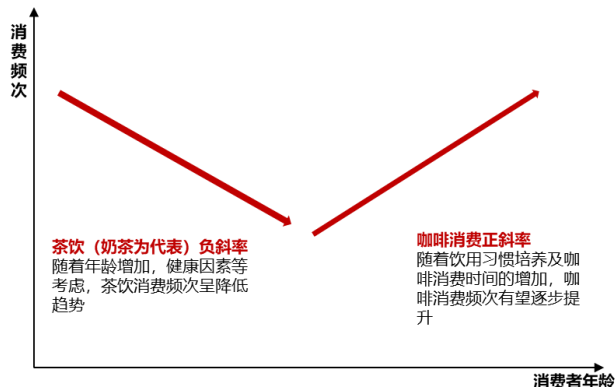 消费频次
茶饮（奶茶为代表）负斜率
随着年龄增加，健康因素等
考虑，茶饮消费频次呈降低
趋势
咖啡消费正斜率
随着饮用习惯培养及咖
啡消费时间的增加，咖
啡消费频次有望逐步提
升
消费者年龄